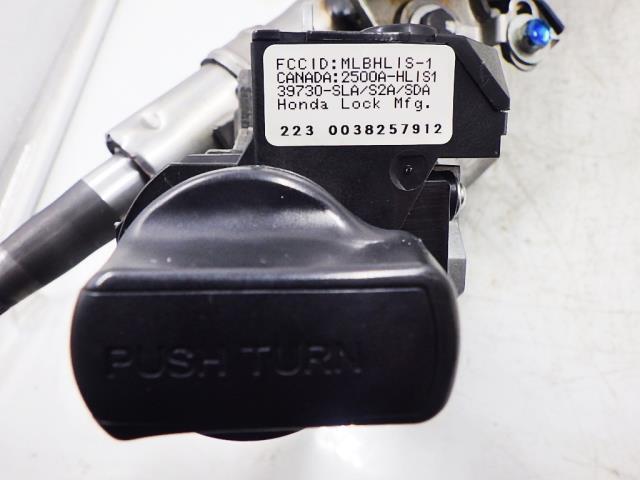 FCCID:MLBHLIS-1
CANADA:2500A-HLIS1
39730-SLA/S2A/SDA
Honda Lock Mfg.
223 0038257912
PUSH TURN